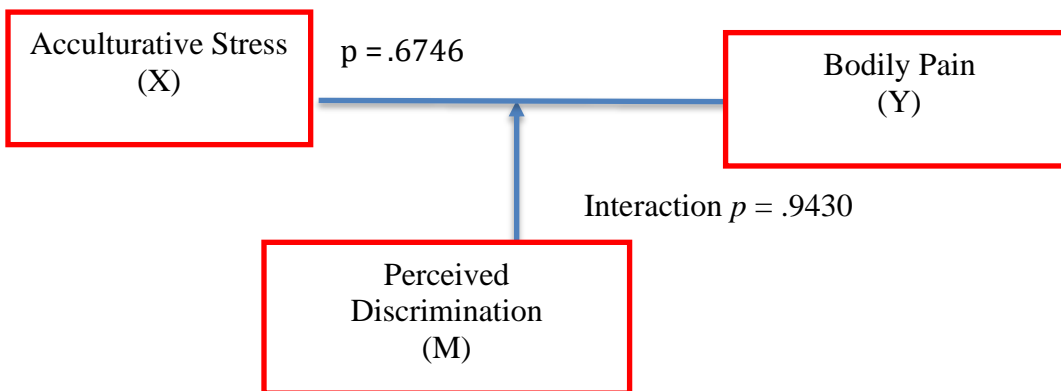 Acculturative Stress
(X)
p = .6746
Bodily Pain
(Y)
Interaction p = .9430
Perceived
Discrimination
(M)